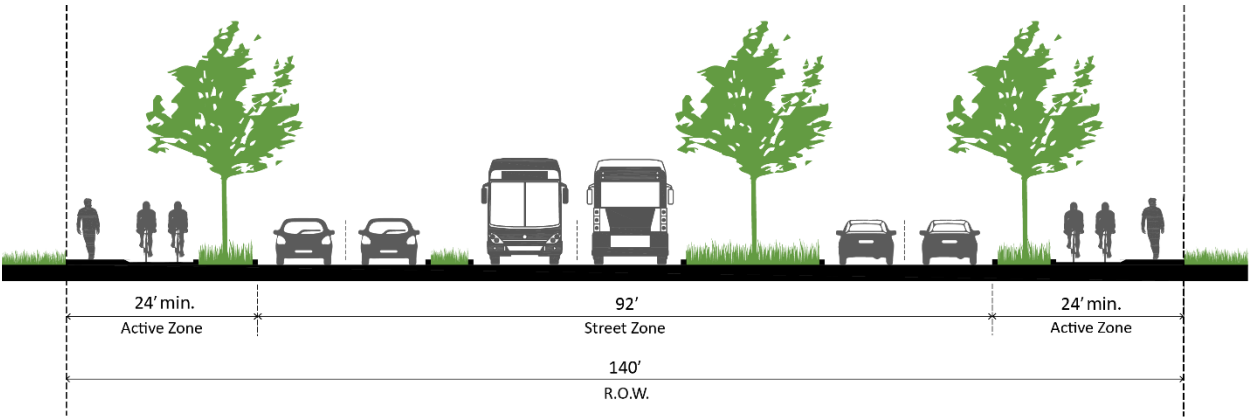 24’ min.
Active Zone
92’
Street Zone
24’ min.
Active Zone
140’
R.O.W.